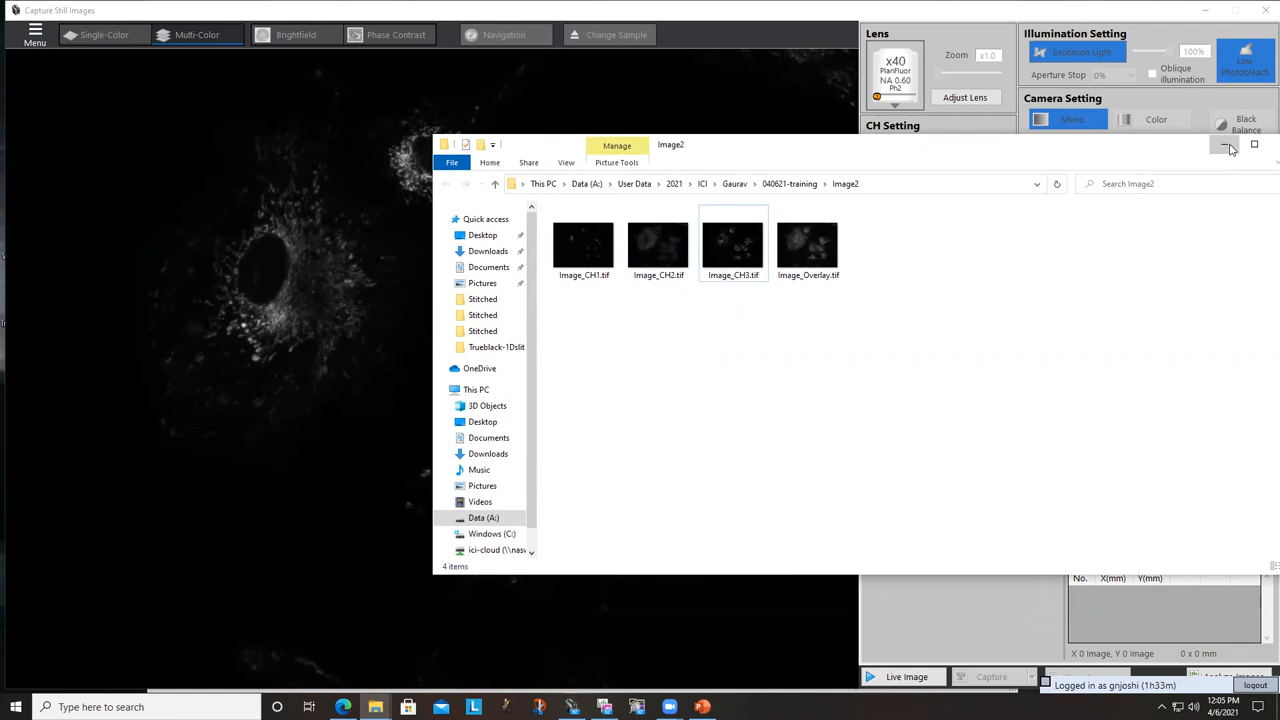 Capture Still Images
Menu
Single-Color
Multi-Color
Brightfield
Phase Contrast
Navigation
Change Sample
Lens
x40
PlanFluor
NA 0.60
Ph2
Zoom
x1.0
Adjust Lens
CH Setting
Illumination Setting
Excitation Light
100%
Aperture Stop
0%
Oblique
illumination
Low
Photobleach
Camera Setting
Mono
Color
Black
Balance
Manage
Image2
File
Home
Share
View
Picture Tools
This PC > Data (A:) > User Data > 2021 > ICI > Gaurav > 040621-training > Image2
Search Image2
Quick access
Desktop
Downloads
Documents
Pictures
Stitched
Stitched
Stitched
Trueblack-1Dslit
OneDrive
This PC
3D Objects
Desktop
Documents
Downloads
Music
Pictures
Videos
Data (A:)
Windows (C:)
Image_CH1.tif
Image_CH2.tif
Image_CH3.tif
Image_Overlay.tif
4 items
No. X(mm) Y(mm)
X 0 Image, Y 0 Image 0 x 0 mm
Live Image
Capture
Logged in as gnjoshi (1h33m)
logout
Type here to search
12:05 PM
4/6/2021